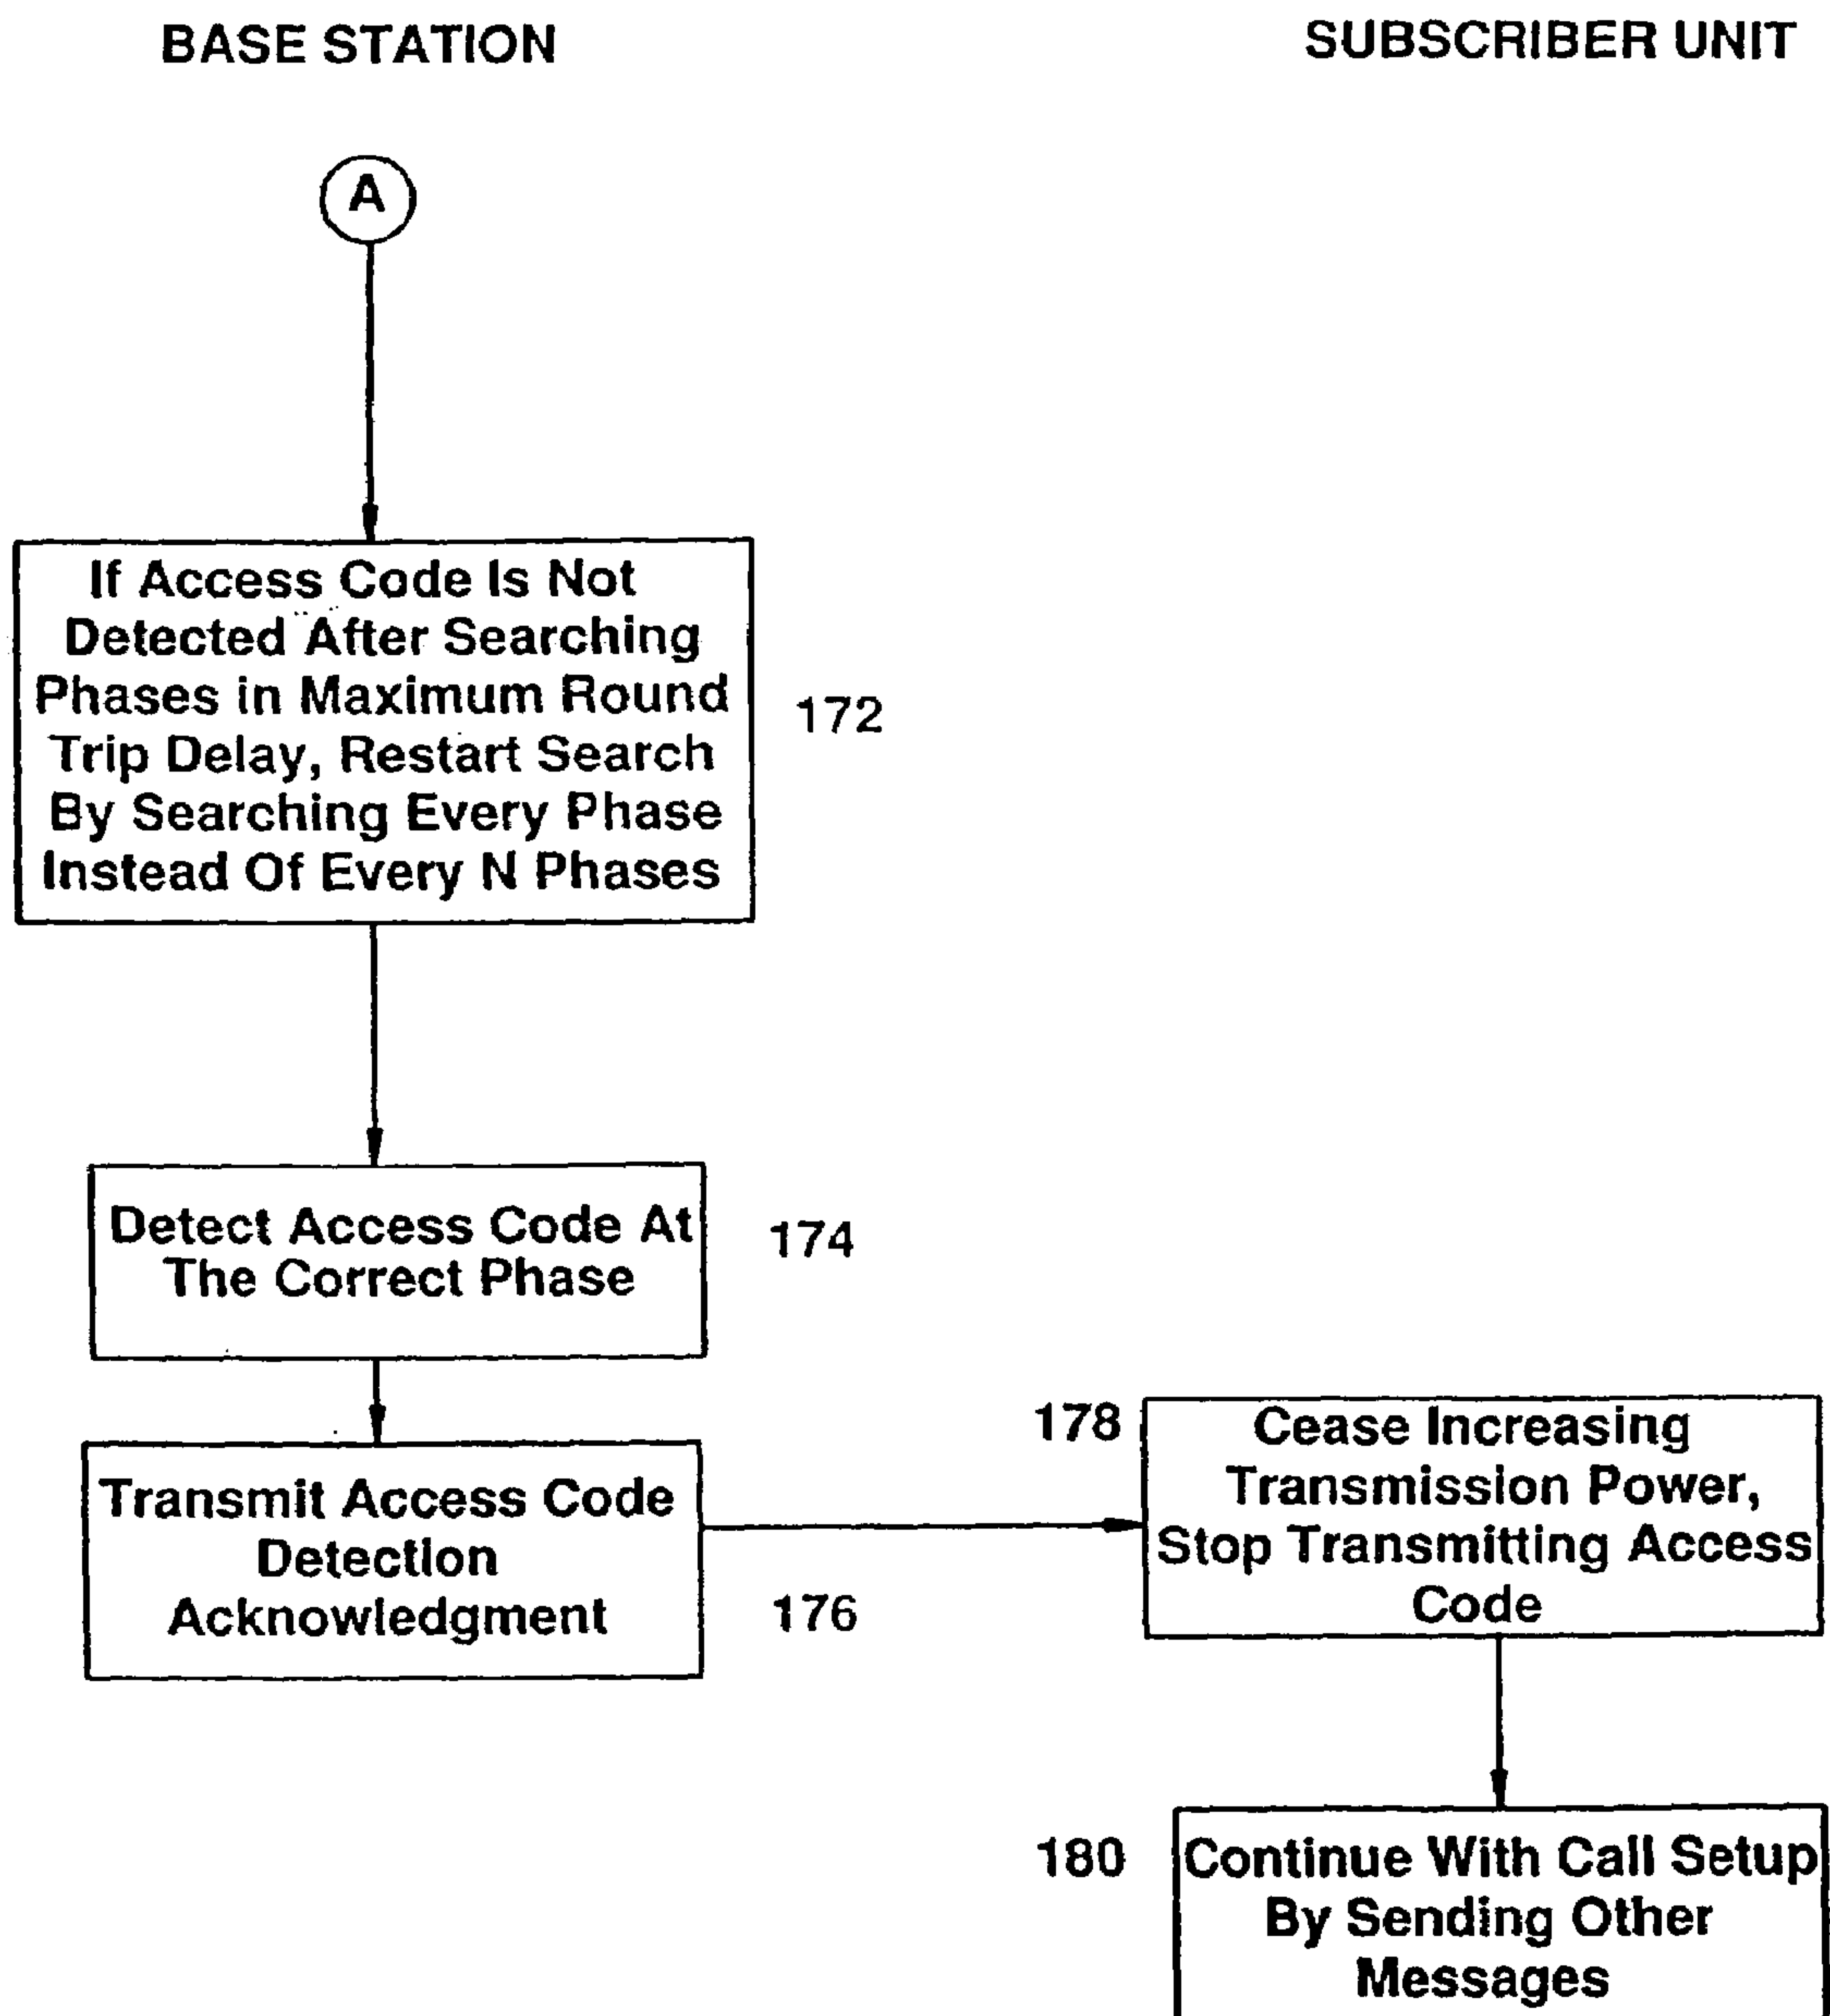 BASE STATION
SUBSCRIBER UNIT
A
If Access Code Is Not
Detected After Searching
Phases in Maximum Round
Trip Delay, Restart Search
By Searching Every Phase
Instead Of Every N Phases
172
Detect Access Code At
The Correct Phase
174
Transmit Access Code
Detection
Acknowledgment
176
178
Cease Increasing
Transmission Power,
Stop Transmitting Access
Code
180
Continue With Call Setup
By Sending Other
Messages